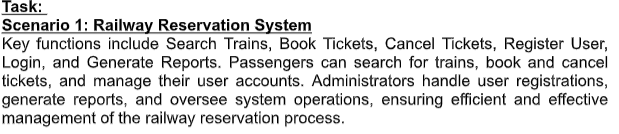 Task:
Scenario 1: Railway Reservation System
Key functions include Search Trains, Book Tickets, Cancel Tickets, Register User,
Login, and Generate Reports. Passengers can search for trains, book and cancel
tickets, and manage their user accounts. Administrators handle user registrations,
generate reports, and oversee system operations, ensuring efficient and effective
management of the railway reservation process.